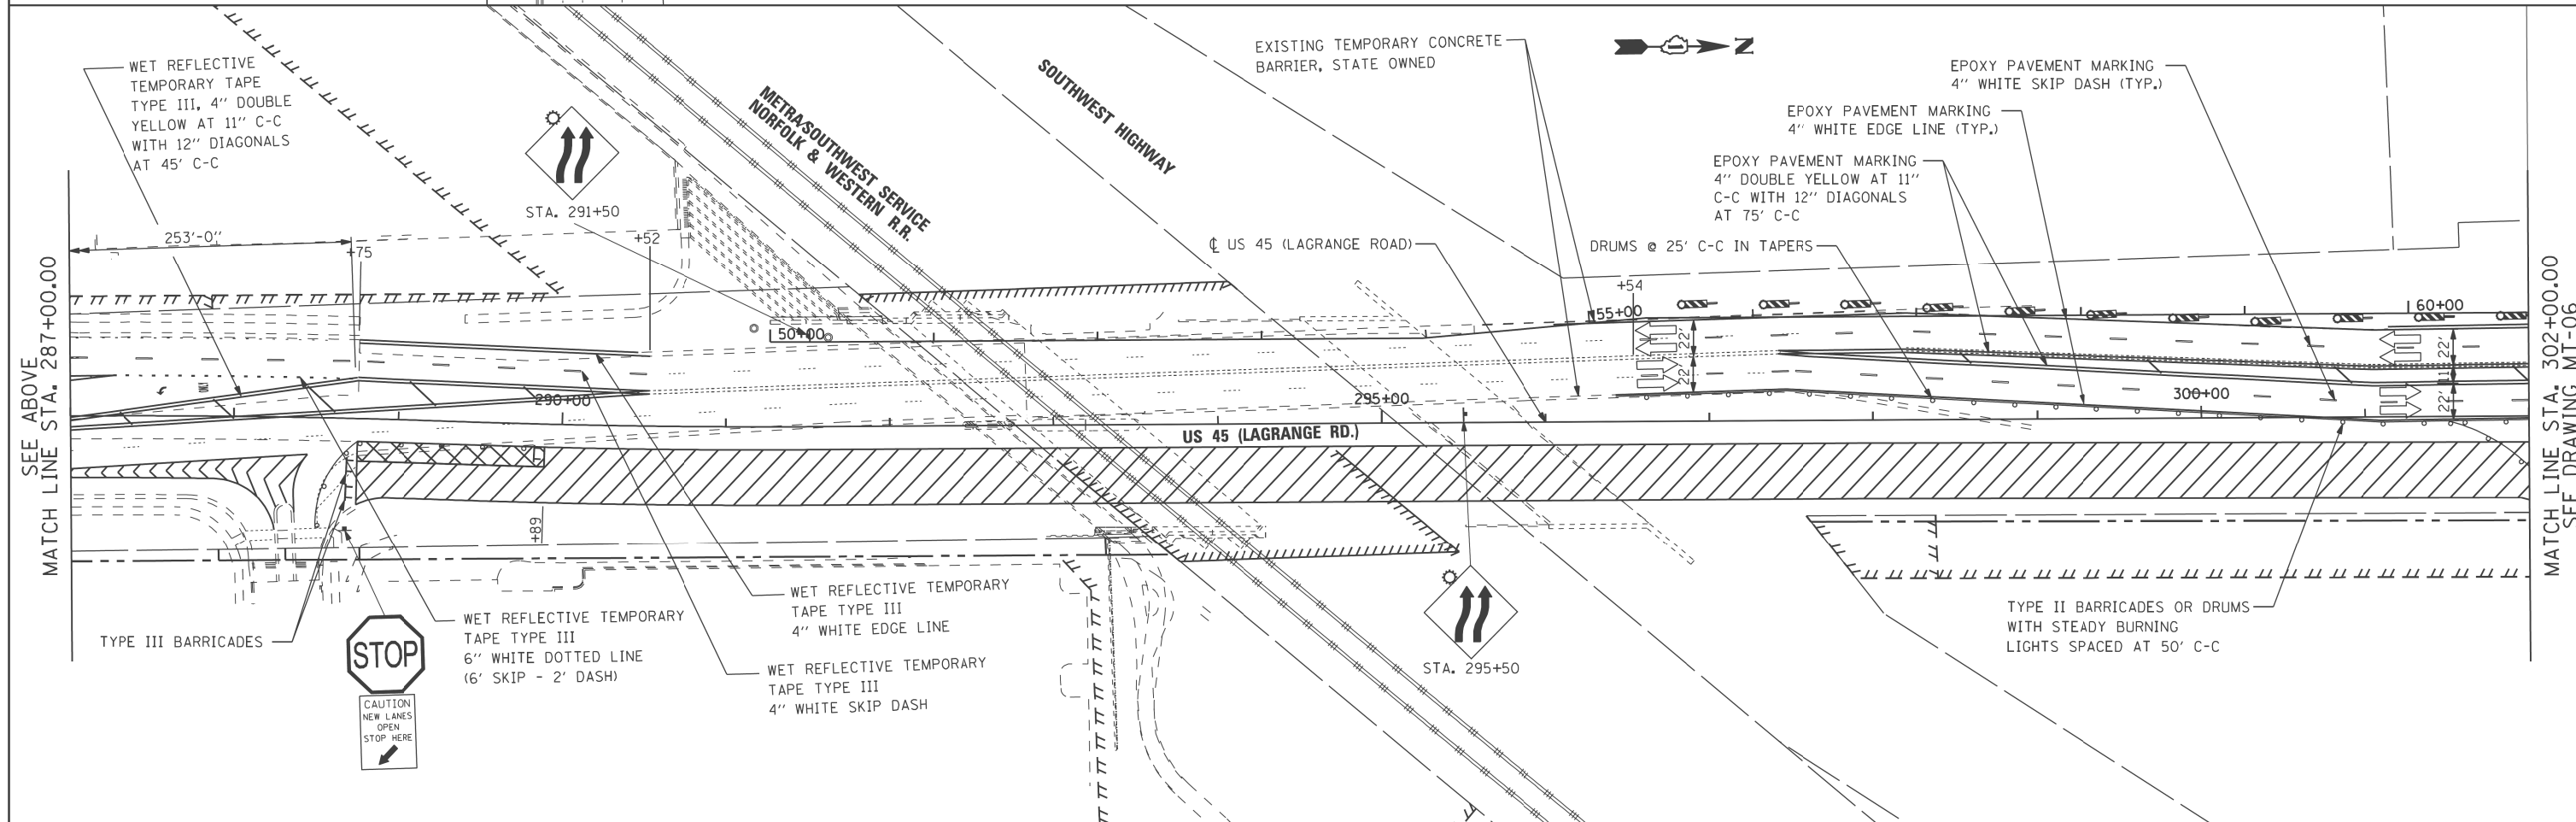 WET REFLECTIVE
TEMPORARY TAPE
TYPE III, 4" DOUBLE
YELLOW AT 11" C-C
WITH 12" DIAGONALS
AT 45' C-C
STA. 291+50
METRA/SOUTHWEST SERVICE
NORFOLK & WESTERN R.R.
SOUTHWEST HIGHWAY
EXISTING TEMPORARY CONCRETE
BARRIER, STATE OWNED
N
EPOXY PAVEMENT MARKING
4" WHITE SKIP DASH (TYP.)
EPOXY PAVEMENT MARKING
4" WHITE EDGE LINE (TYP.)
EPOXY PAVEMENT MARKING
4" DOUBLE YELLOW AT 11"
C-C WITH 12" DIAGONALS
AT 75' C-C
℄ US 45 (LAGRANGE ROAD)
DRUMS @ 25' C-C IN TAPERS
253'-0"
+75
+52
+54
50+00
55+00
60+00
22'
22'
22'
11'
22'
290+00
295+00
300+00
US 45 (LAGRANGE RD.)
SEE ABOVE
MATCH LINE STA. 287+00.00
MATCH LINE STA. 302+00.00
SEE DRAWING MT-06
+89
TYPE III BARRICADES
STOP
CAUTION
NEW LANES
OPEN
STOP HERE
WET REFLECTIVE TEMPORARY
TAPE TYPE III
6" WHITE DOTTED LINE
(6' SKIP - 2' DASH)
WET REFLECTIVE TEMPORARY
TAPE TYPE III
4" WHITE EDGE LINE
WET REFLECTIVE TEMPORARY
TAPE TYPE III
4" WHITE SKIP DASH
STA. 295+50
TYPE II BARRICADES OR DRUMS
WITH STEADY BURNING
LIGHTS SPACED AT 50' C-C